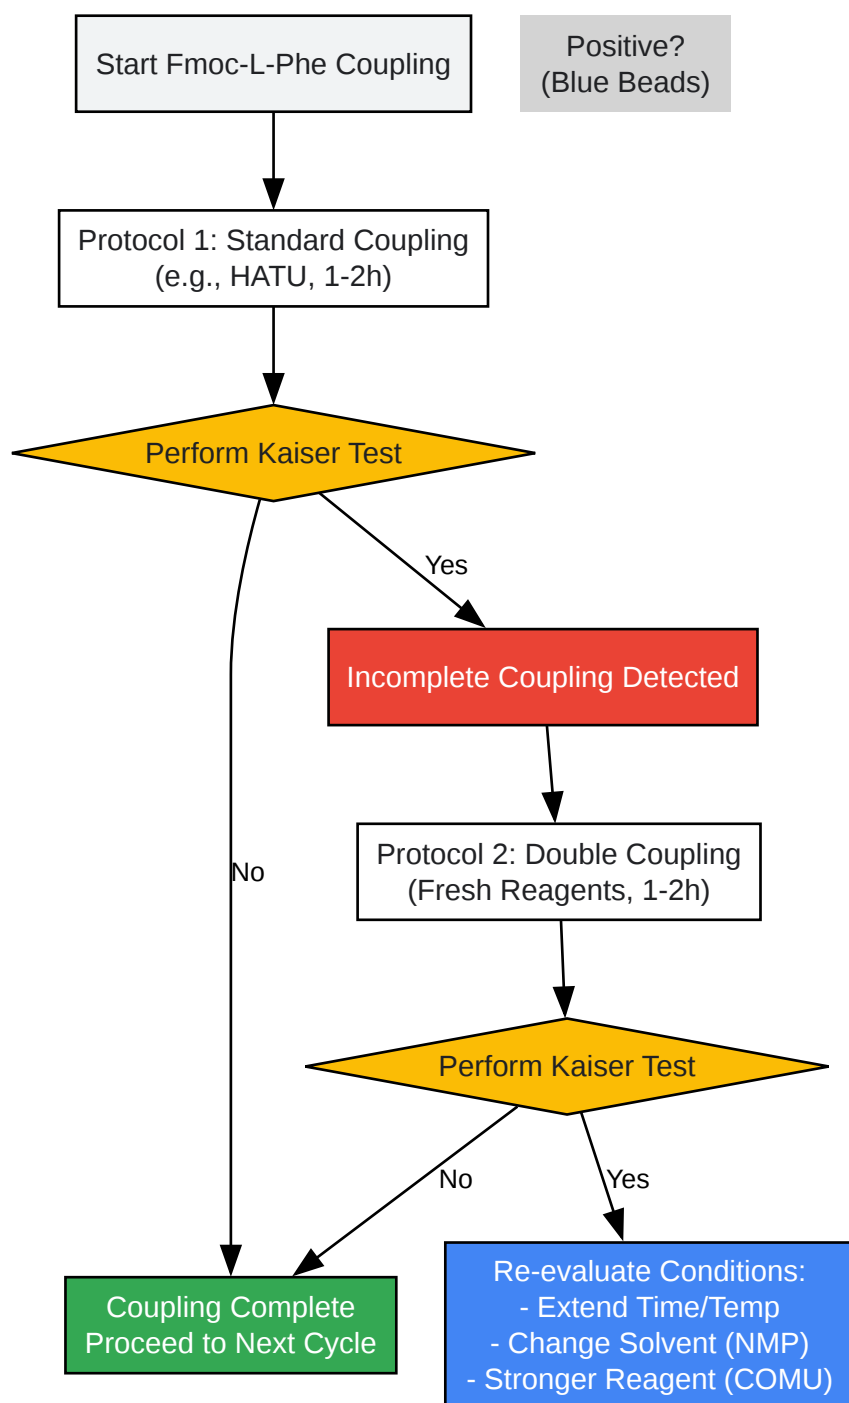 Start Fmoc-L-Phe Coupling
Positive?
(Blue Beads)
Protocol 1: Standard Coupling
(e.g., HATU, 1-2h)
Perform Kaiser Test
Yes
Incomplete Coupling Detected
No
Protocol 2: Double Coupling
(Fresh Reagents, 1-2h)
Perform Kaiser Test
No
Yes
Coupling Complete
Proceed to Next Cycle
Re-evaluate Conditions:
- Extend Time/Temp
- Change Solvent (NMP)
- Stronger Reagent (COMU)